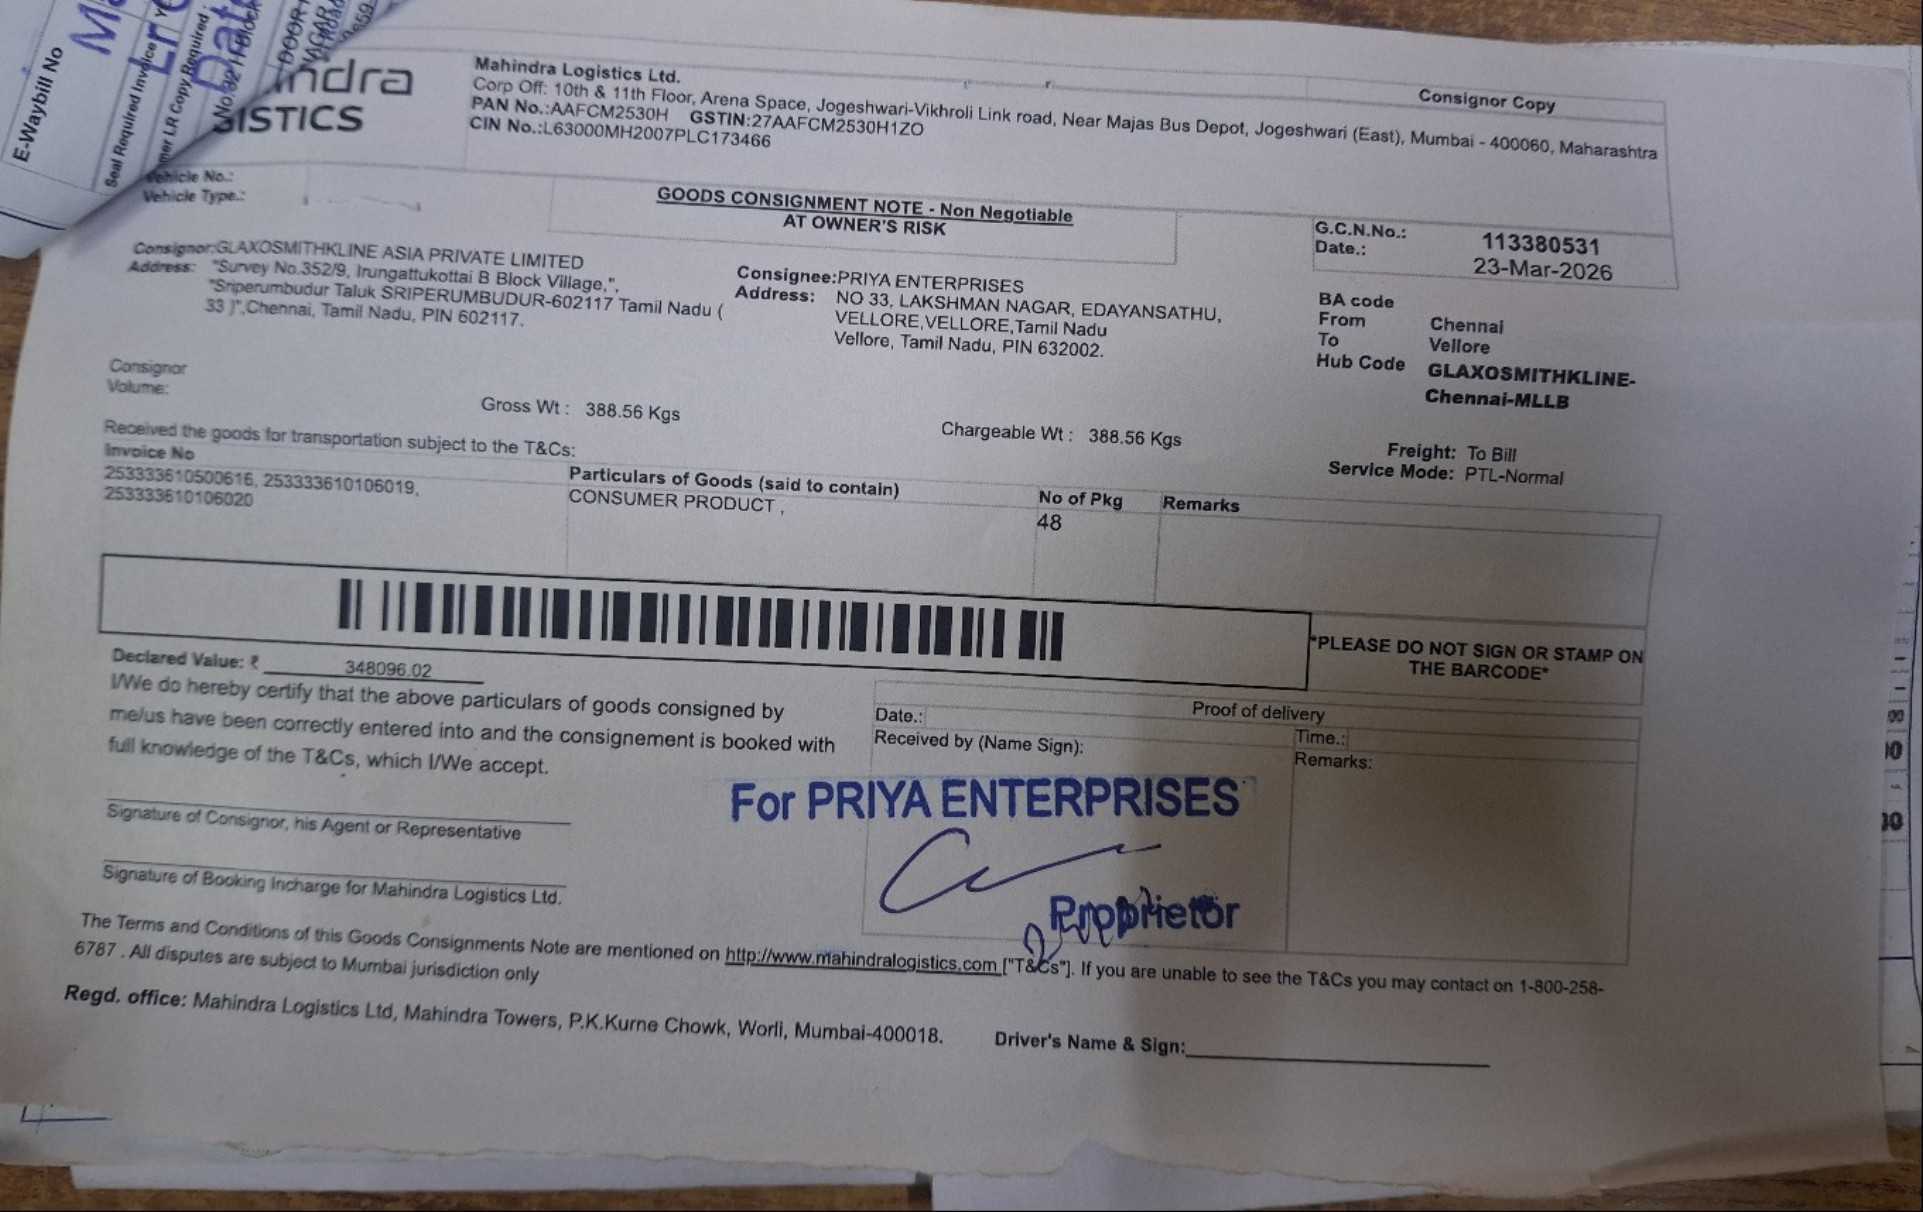 E-Waybill No
Seal Required Invoice
LR Copy Required
indra
GISTICS
Mahindra Logistics Ltd.
Corp Off: 10th & 11th Floor, Arena Space, Jogeshwari-Vikhroli Link road, Near Majas Bus Depot, Jogeshwari (East), Mumbai - 400060, Maharashtra
PAN No.:AAFCM2530H GSTIN:27AAFCM2530H1ZO
CIN No.:L63000MH2007PLC173466
Consignor Copy
Vehicle No.:
Vehicle Type.:
GOODS CONSIGNMENT NOTE - Non Negotiable
AT OWNER'S RISK
G.C.N.No.: 113380531
Date.: 23-Mar-2026
Consignor:GLAXOSMITHKLINE ASIA PRIVATE LIMITED
Address: "Survey No.352/9, Irungattukottai B Block Village,",
"Sriperumbudur Taluk SRIPERUMBUDUR-602117 Tamil Nadu (
33 )",Chennai, Tamil Nadu, PIN 602117.
Consignee:PRIYA ENTERPRISES
Address: NO 33, LAKSHMAN NAGAR, EDAYANSATHU,
VELLORE,VELLORE,Tamil Nadu
Vellore, Tamil Nadu, PIN 632002.
BA code
From Chennai
To Vellore
Hub Code GLAXOSMITHKLINE-
Chennai-MLLB
Consignor
Volume:
Gross Wt : 388.56 Kgs
Chargeable Wt : 388.56 Kgs
Freight: To Bill
Service Mode: PTL-Normal
Received the goods for transportation subject to the T&Cs:
Invoice No
253333610500616, 253333610106019,
253333610106020
Particulars of Goods (said to contain)
CONSUMER PRODUCT ,
No of Pkg
48
Remarks
*PLEASE DO NOT SIGN OR STAMP ON
THE BARCODE*
Declared Value: ₹ 348096.02
I/We do hereby certify that the above particulars of goods consigned by
me/us have been correctly entered into and the consignement is booked with
full knowledge of the T&Cs, which I/We accept.
Proof of delivery
Date.:
Time.:
Received by (Name Sign):
Remarks:
For PRIYA ENTERPRISES
Proprietor
Signature of Consignor, his Agent or Representative
Signature of Booking Incharge for Mahindra Logistics Ltd.
The Terms and Conditions of this Goods Consignments Note are mentioned on http://www.mahindralogistics.com ["T&Cs"]. If you are unable to see the T&Cs you may contact on 1-800-258-
6787 . All disputes are subject to Mumbai jurisdiction only
Regd. office: Mahindra Logistics Ltd, Mahindra Towers, P.K.Kurne Chowk, Worli, Mumbai-400018.
Driver's Name & Sign: